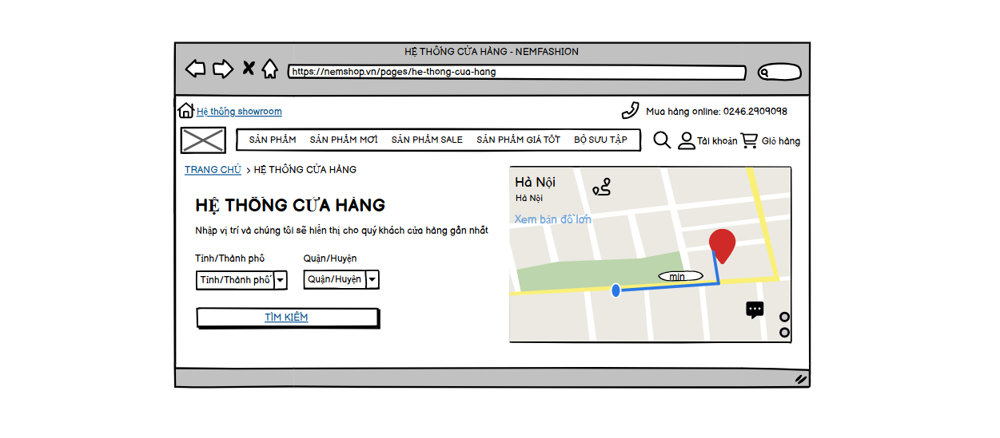 HỆ THỐNG CỬA HÀNG - NEMFASHION
https://nemshop.vn/pages/he-thong-cua-hang
Hệ thống showroom
Mua hàng online: 0246.2909098
SẢN PHẨM SẢN PHẨM MỚI SẢN PHẨM SALE SẢN PHẨM GIÁ TỐT BỘ SƯU TẬP
Tài khoản Giỏ hàng
TRANG CHỦ > HỆ THỐNG CỬA HÀNG
HỆ THỐNG CỬA HÀNG
Nhập vị trí và chúng tôi sẽ hiển thị cho quý khách cửa hàng gần nhất
Tỉnh/Thành phố Quận/Huyện
Tỉnh/Thành phố Quận/Huyện
TÌM KIẾM
Hà Nội
Hà Nội
Xem bản đồ lớn
min